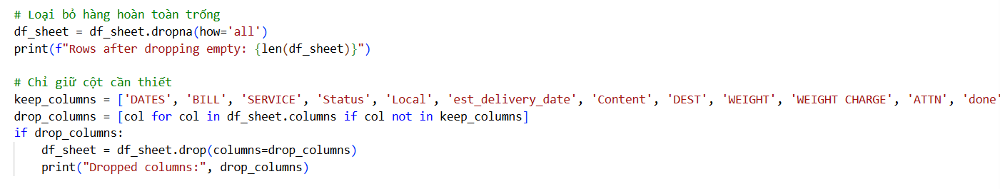 # Loại bỏ hàng hoàn toàn trống
df_sheet = df_sheet.dropna(how='all')
print(f"Rows after dropping empty: {len(df_sheet)}")
# Chỉ giữ cột cần thiết
keep_columns = ['DATES', 'BILL', 'SERVICE', 'Status', 'Local', 'est_delivery_date', 'Content', 'DEST', 'WEIGHT', 'WEIGHT CHARGE', 'ATTN', 'done'
drop_columns = [col for col in df_sheet.columns if col not in keep_columns]
if drop_columns:
df_sheet = df_sheet.drop(columns=drop_columns)
print("Dropped columns:", drop_columns)